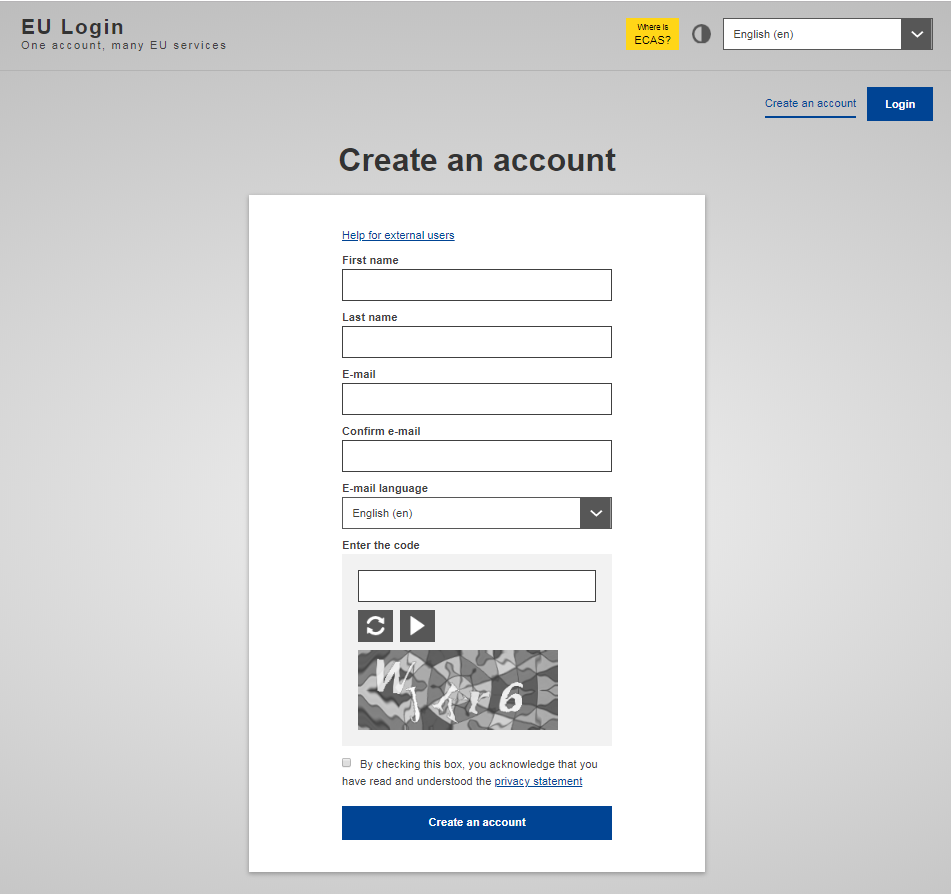 EU Login
One account, many EU services
Where is
ECAS?
English (en)
Create an account
Login
Create an account
Help for external users
First name
Last name
E-mail
Confirm e-mail
E-mail language
English (en)
Enter the code
By checking this box, you acknowledge that you
have read and understood the privacy statement
Create an account